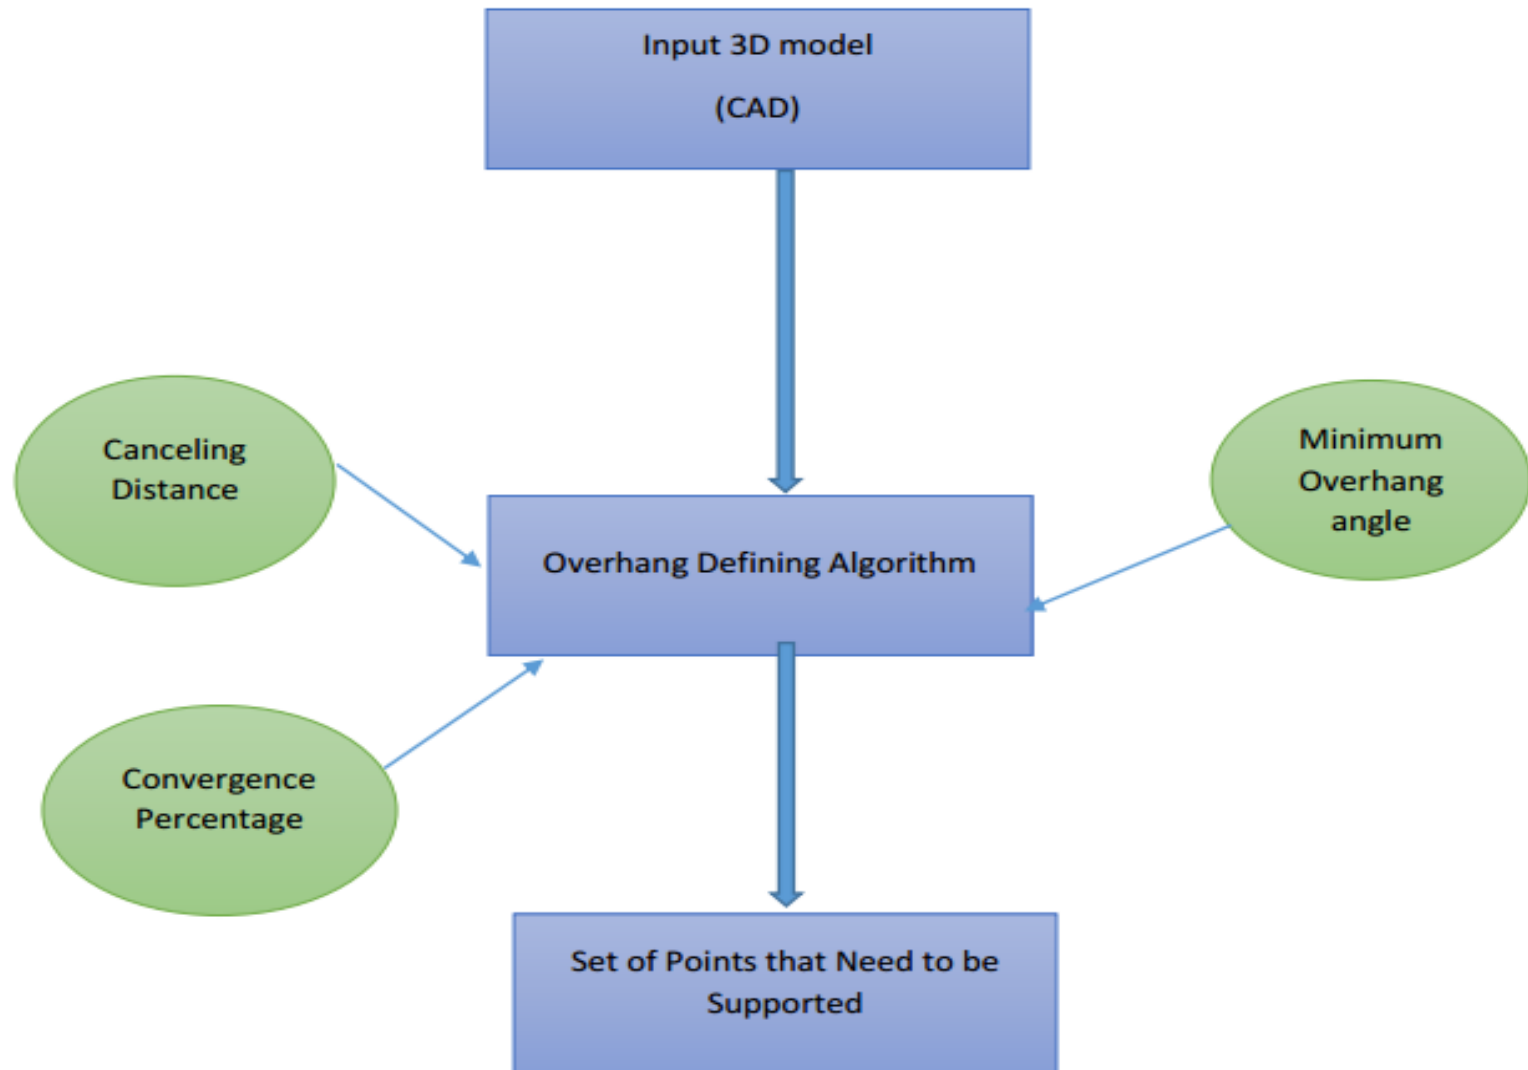 Input 3D model
(CAD)
Canceling
Distance
Minimum
Overhang
angle
Overhang Defining Algorithm
Convergence
Percentage
Set of Points that Need to be
Supported